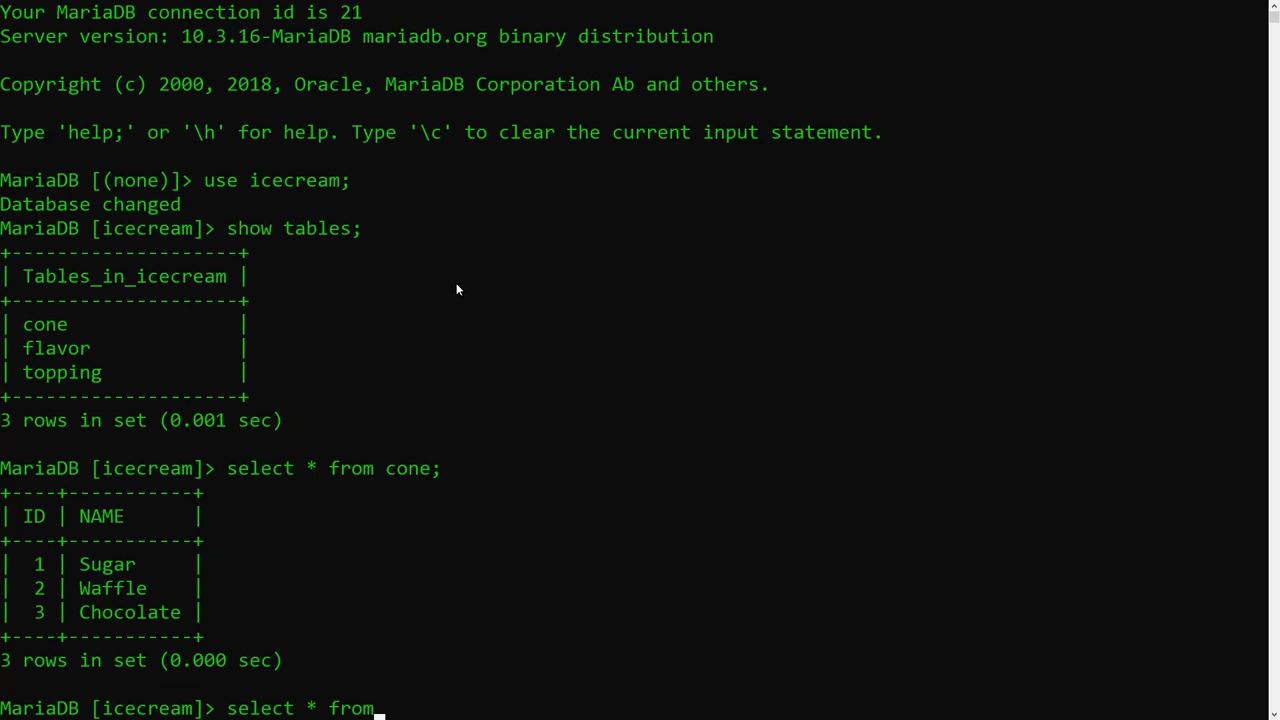 Your MariaDB connection id is 21
Server version: 10.3.16-MariaDB mariadb.org binary distribution
Copyright (c) 2000, 2018, Oracle, MariaDB Corporation Ab and others.
Type 'help;' or '\h' for help. Type '\c' to clear the current input statement.
MariaDB [(none)]> use icecream;
Database changed
MariaDB [icecream]> show tables;
+--------------------+
| Tables_in_icecream |
+--------------------+
| cone               |
| flavor             |
| topping            |
+--------------------+
3 rows in set (0.001 sec)
MariaDB [icecream]> select * from cone;
+----+-----------+
| ID | NAME      |
+----+-----------+
|  1 | Sugar     |
|  2 | Waffle    |
|  3 | Chocolate |
+----+-----------+
3 rows in set (0.000 sec)
MariaDB [icecream]> select * from